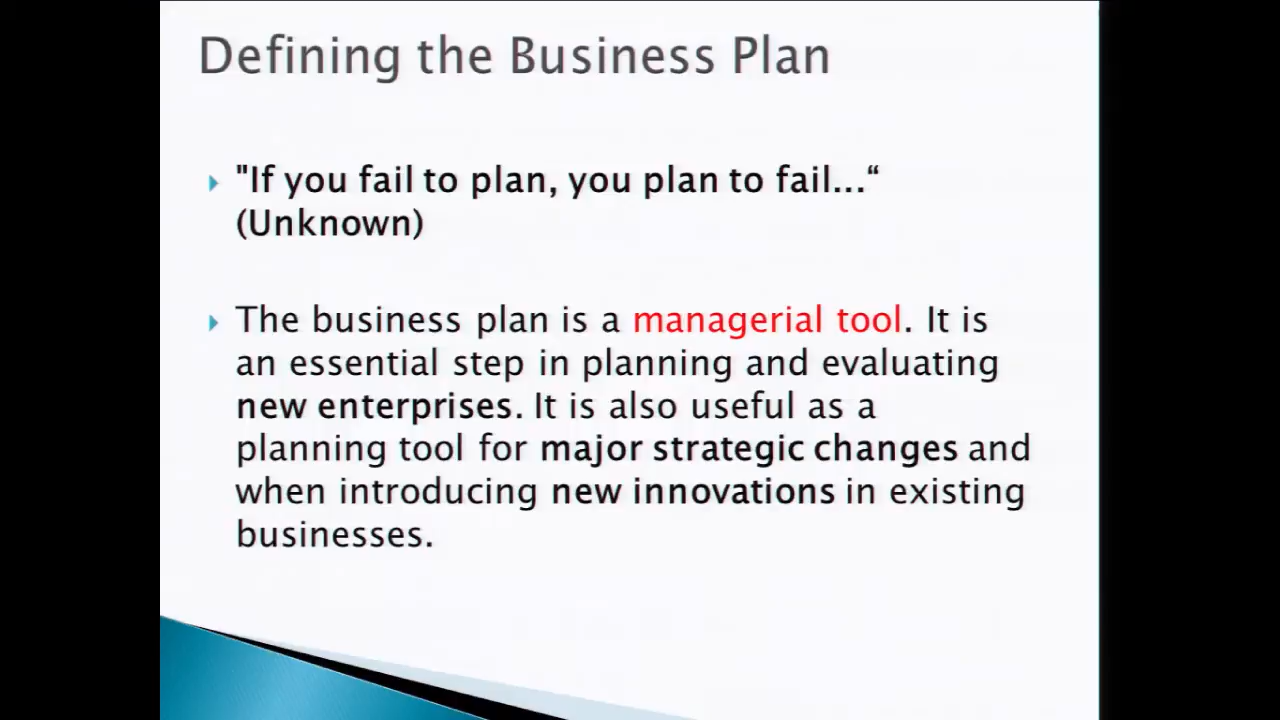 Defining the Business Plan
"If you fail to plan, you plan to fail...“
(Unknown)
The business plan is a managerial tool. It is
an essential step in planning and evaluating
new enterprises. It is also useful as a
planning tool for major strategic changes and
when introducing new innovations in existing
businesses.